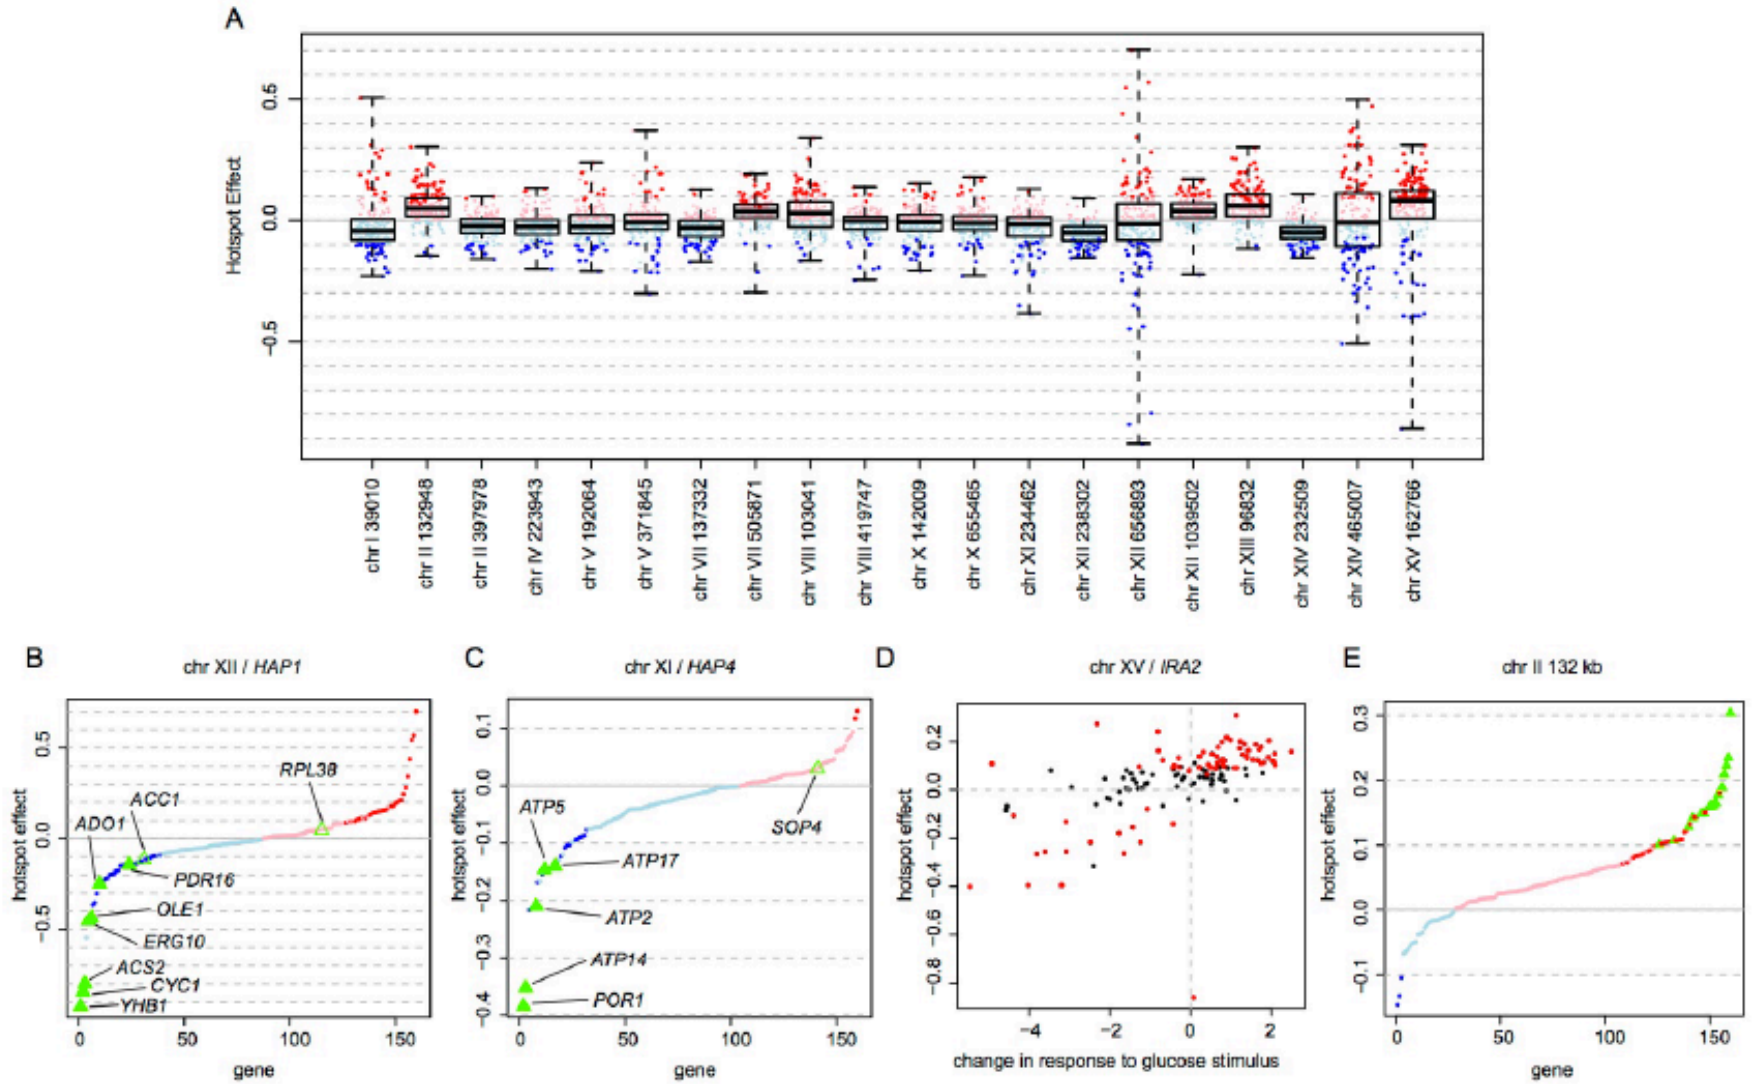 A
Hotspot Effect
0.5
0.0
−0.5
chr I 39010
chr II 132948
chr II 397978
chr IV 223943
chr V 192064
chr V 371845
chr VII 137332
chr VII 505871
chr VIII 103041
chr VIII 419747
chr X 142009
chr X 655465
chr XI 234462
chr XII 238302
chr XII 656893
chr XII 1039502
chr XIII 96832
chr XIV 232509
chr XIV 465007
chr XV 162766
B
chr XII / HAP1
hotspot effect
0.5
0.0
−0.5
RPL38
ACC1
ADO1
PDR16
OLE1
ERG10
ACS2
CYC1
YHB1
0 50 100 150
gene
C
chr XI / HAP4
hotspot effect
0.1
0.0
−0.1
−0.2
−0.3
−0.4
ATP5
SOP4
ATP17
ATP2
ATP14
POR1
0 50 100 150
gene
D
chr XV / IRA2
hotspot effect
0.2
0.0
−0.2
−0.4
−0.6
−0.8
−4 −2 0 2
change in response to glucose stimulus
E
chr II 132 kb
hotspot effect
0.3
0.2
0.1
0.0
−0.1
0 50 100 150
gene